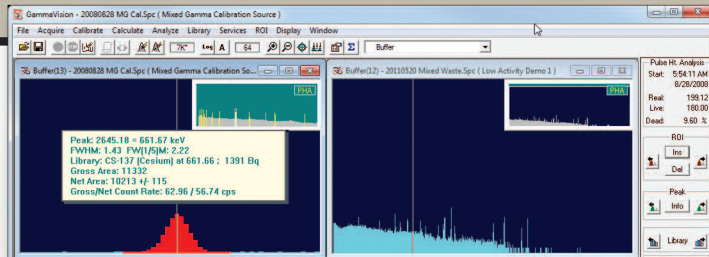 GammaVision - 20080828 MG Cal.Spc ( Mixed Gamma Calibration Source )
File Acquire Calibrate Calculate Analyze Library Services ROI Display Window
7K" Log A 64 Σ Buffer
Buffer(13) - 20080828 MG Cal.Spc ( Mixed Gamma Calibration So...
PHA
Peak: 2645.18 = 661.67 keV
FWHM: 1.43 FW(1/5)M: 2.22
Library: CS-137 (Cesium) at 661.66 ; 1391 Bq
Gross Area: 11332
Net Area: 10213 +/- 115
Gross/Net Count Rate: 62.96 / 56.74 cps
Buffer(12) - 20110520 Mixed Waste.Spc ( Low Activity Demo 1 )
PHA
Pulse Ht. Analysis
Start: 5:54:11 AM
8/28/2008
Real: 199.12
Live: 180.00
Dead: 9.60 %
ROI
Ins
Del
Peak
Info
Library